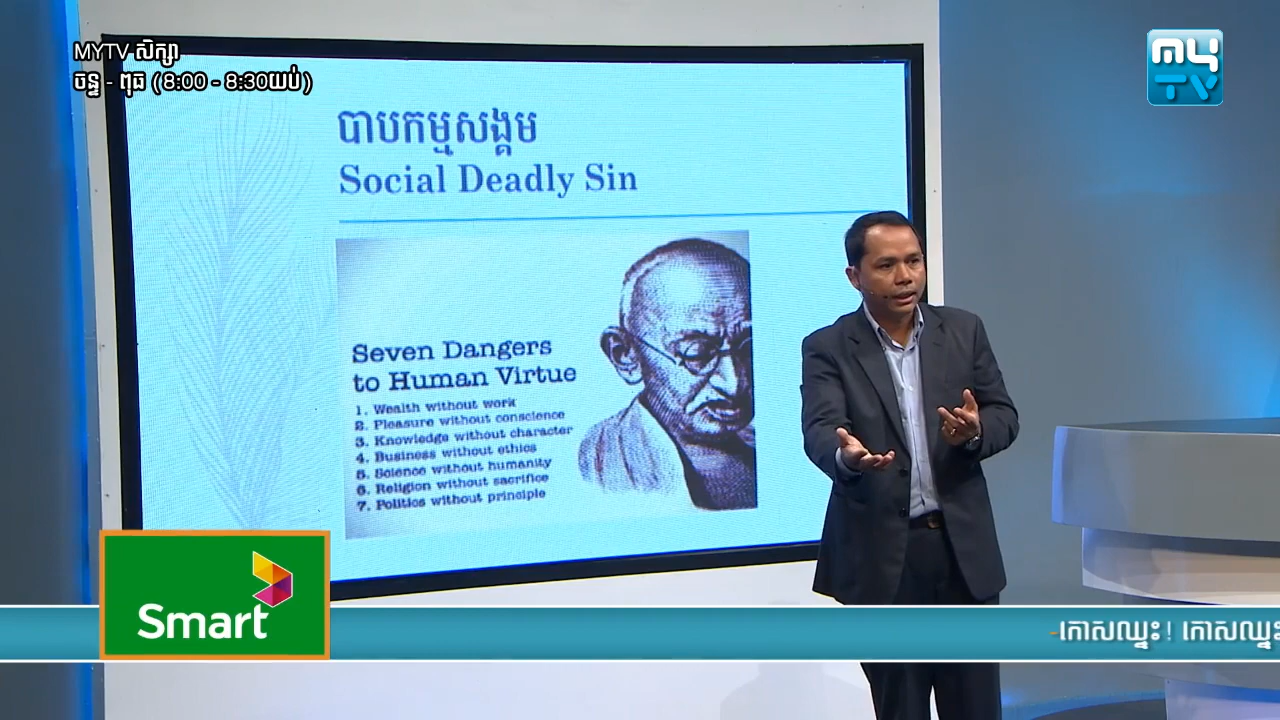 MYTV សិក្សា
ចន្ទ - ពុធ (8:00 - 8:30យប់)
MY
TV
បាបកម្មសង្គម
Social Deadly Sin
Seven Dangers
to Human Virtue
1. Wealth without work
2. Pleasure without conscience
3. Knowledge without character
4. Business without ethics
5. Science without humanity
6. Religion without sacrifice
7. Politics without principle
Smart
-កោសឈ្នះ! កោសឈ្នះ